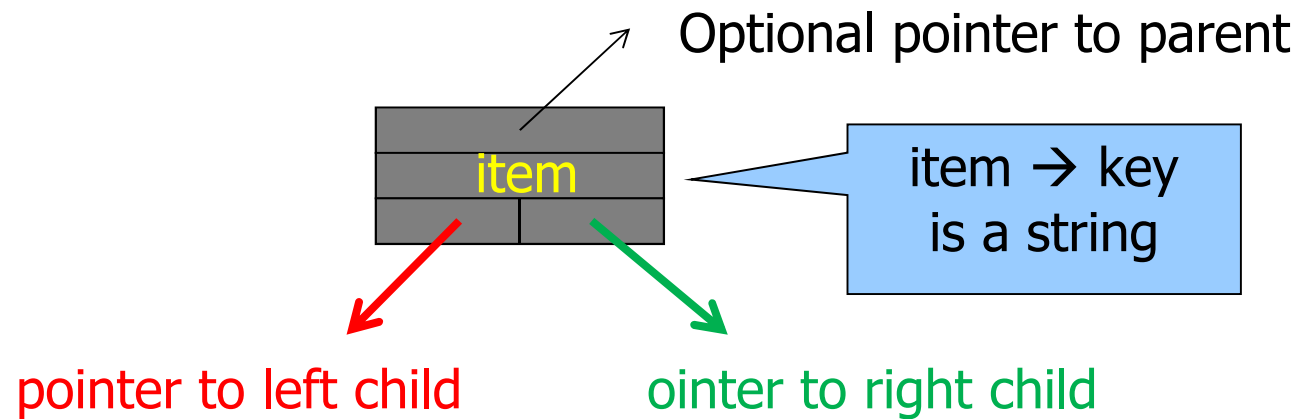 Optional pointer to parent
item
item → key
is a string
pointer to left child
ointer to right child